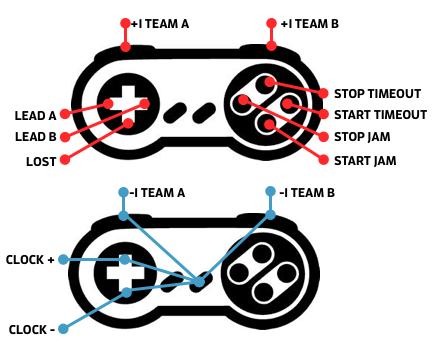 +I TEAM A
+I TEAM B
STOP TIMEOUT
LEAD A
START TIMEOUT
LEAD B
STOP JAM
LOST
START JAM
-I TEAM A
-I TEAM B
CLOCK +
CLOCK -